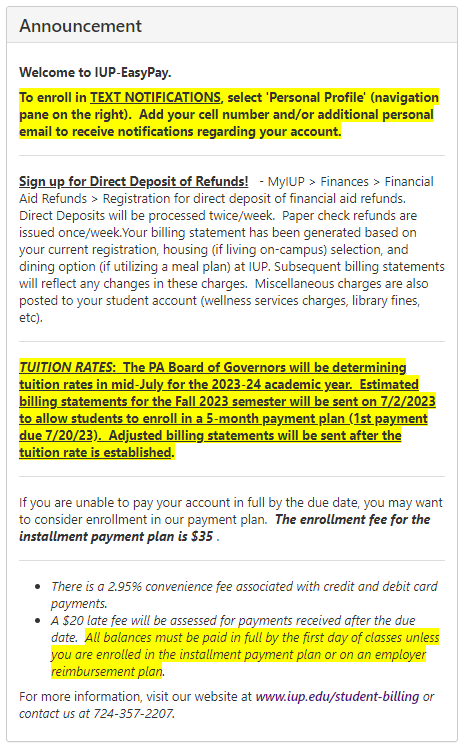 Announcement
Welcome to IUP-EasyPay.
To enroll in TEXT NOTIFICATIONS, select 'Personal Profile' (navigation
pane on the right).  Add your cell number and/or additional personal
email to receive notifications regarding your account.
Sign up for Direct Deposit of Refunds!   - MyIUP > Finances > Financial
Aid Refunds > Registration for direct deposit of financial aid refunds.
Direct Deposits will be processed twice/week.  Paper check refunds are
issued once/week.Your billing statement has been generated based on
your current registration, housing (if living on-campus) selection, and
dining option (if utilizing a meal plan) at IUP. Subsequent billing statements
will reflect any changes in these charges.  Miscellaneous charges are also
posted to your student account (wellness services charges, library fines,
etc).
TUITION RATES:  The PA Board of Governors will be determining
tuition rates in mid-July for the 2023-24 academic year.  Estimated
billing statements for the Fall 2023 semester will be sent on 7/2/2023
to allow students to enroll in a 5-month payment plan (1st payment
due 7/20/23).  Adjusted billing statements will be sent after the
tuition rate is established.
If you are unable to pay your account in full by the due date, you may want
to consider enrollment in our payment plan.  The enrollment fee for the
installment payment plan is $35 .
• There is a 2.95% convenience fee associated with credit and debit card
payments.
• A $20 late fee will be assessed for payments received after the due
date.  All balances must be paid in full by the first day of classes unless
you are enrolled in the installment payment plan or on an employer
reimbursement plan.
For more information, visit our website at www.iup.edu/student-billing or
contact us at 724-357-2207.